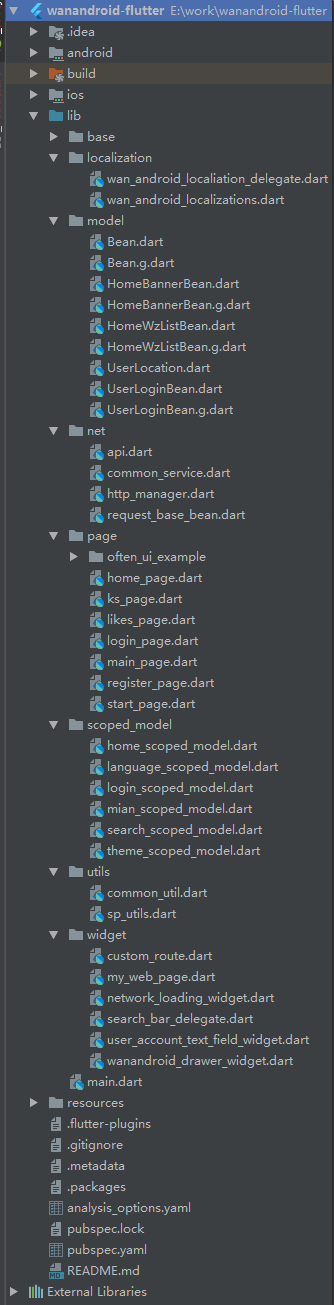 wanandroid-flutter E:\work\wanandroid-flutter
.idea
android
build
ios
lib
base
localization
wan_android_localiation_delegate.dart
wan_android_localizations.dart
model
Bean.dart
Bean.g.dart
HomeBannerBean.dart
HomeBannerBean.g.dart
HomeWzListBean.dart
HomeWzListBean.g.dart
UserLocation.dart
UserLoginBean.dart
UserLoginBean.g.dart
net
api.dart
common_service.dart
http_manager.dart
request_base_bean.dart
page
often_ui_example
home_page.dart
ks_page.dart
likes_page.dart
login_page.dart
main_page.dart
register_page.dart
start_page.dart
scoped_model
home_scoped_model.dart
language_scoped_model.dart
login_scoped_model.dart
mian_scoped_model.dart
search_scoped_model.dart
theme_scoped_model.dart
utils
common_util.dart
sp_utils.dart
widget
custom_route.dart
my_web_page.dart
network_loading_widget.dart
search_bar_delegate.dart
user_account_text_field_widget.dart
wanandroid_drawer_widget.dart
main.dart
resources
.flutter-plugins
.gitignore
.metadata
.packages
analysis_options.yaml
pubspec.lock
pubspec.yaml
README.md
External Libraries